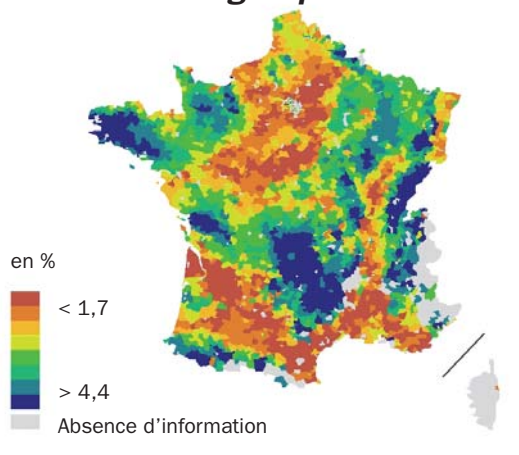 en %
< 1,7
> 4,4
Absence d'information